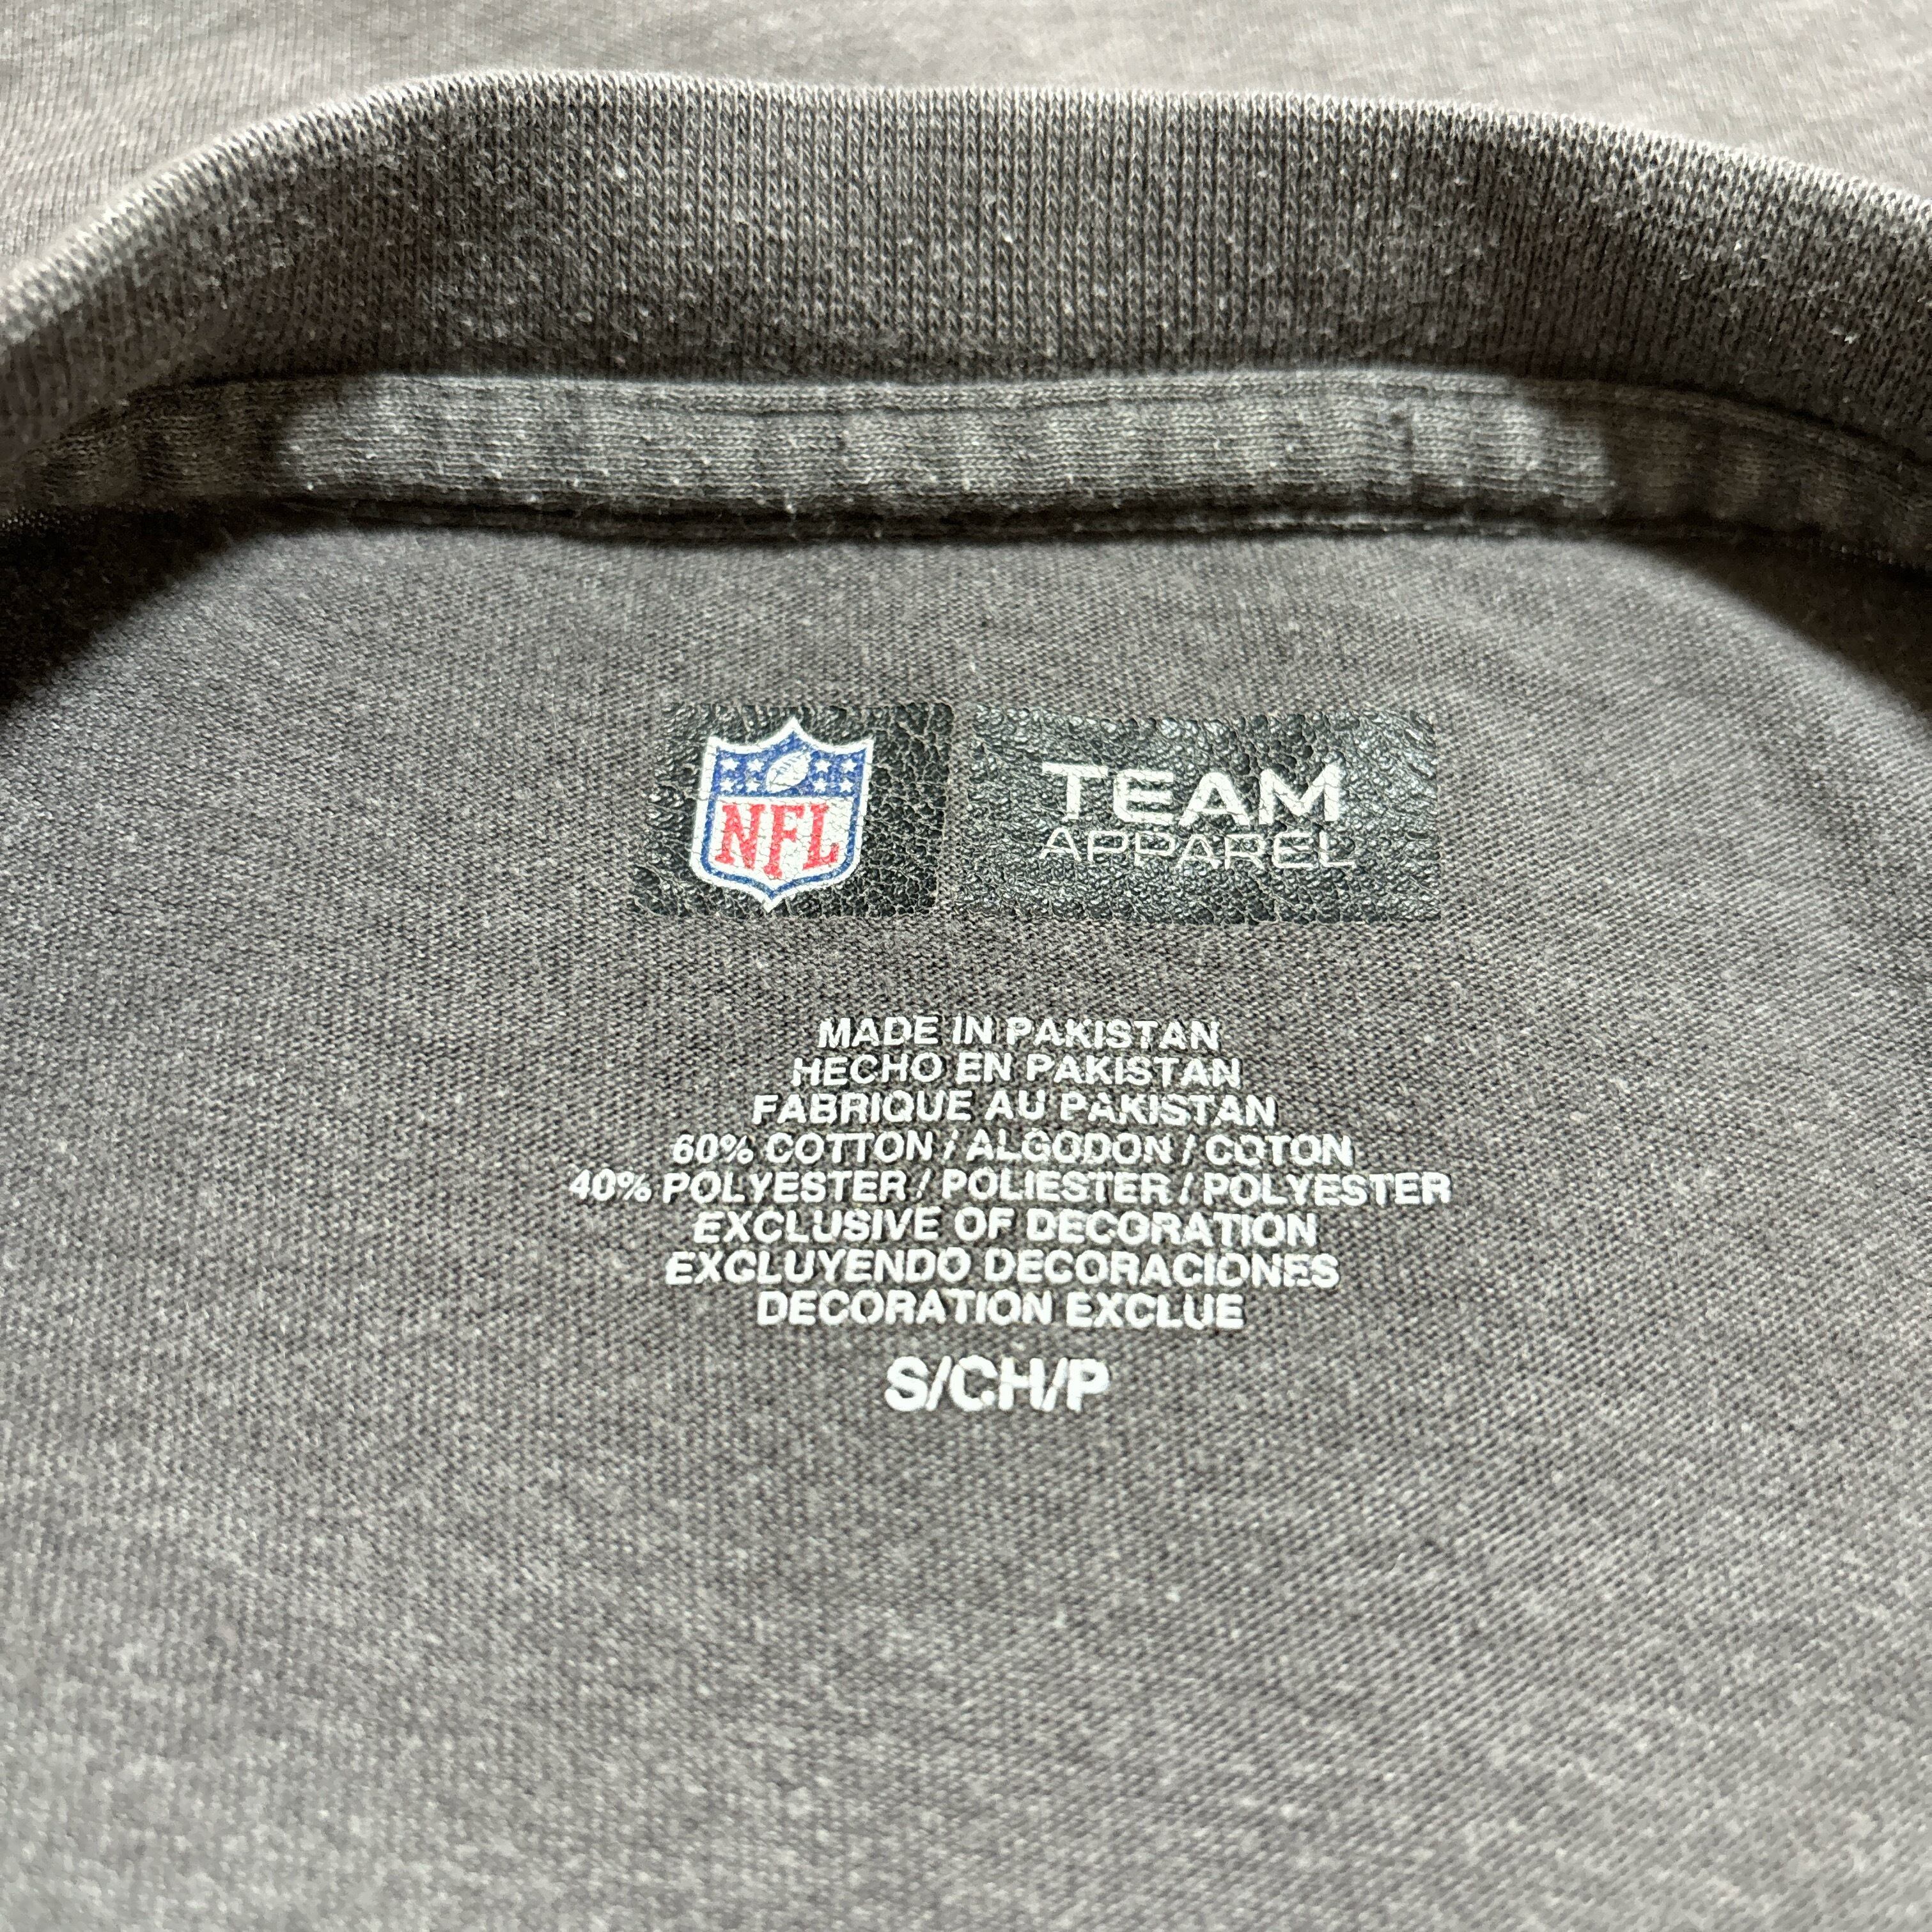 NFL
TEAM
APPAREL
MADE IN PAKISTAN
HECHO EN PAKISTAN
FABRIQUE AU PAKISTAN
60% COTTON / ALGODON / COTON
40% POLYESTER / POLIESTER / POLYESTER
EXCLUSIVE OF DECORATION
EXCLUYENDO DECORACIONES
DECORATION EXCLUE
S/CH/P